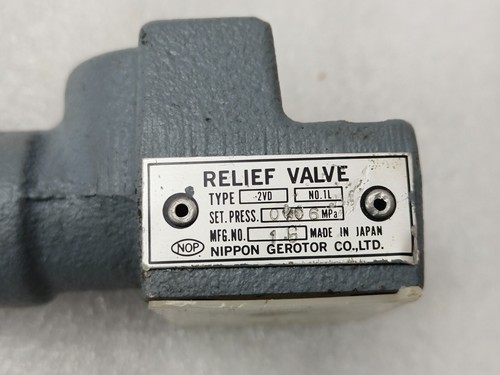 RELIEF VALVE
TYPE -2VD NO.1L
SET.PRESS. MPa
MFG.NO. 1.G MADE IN JAPAN
NOP NIPPON GEROTOR CO.,LTD.